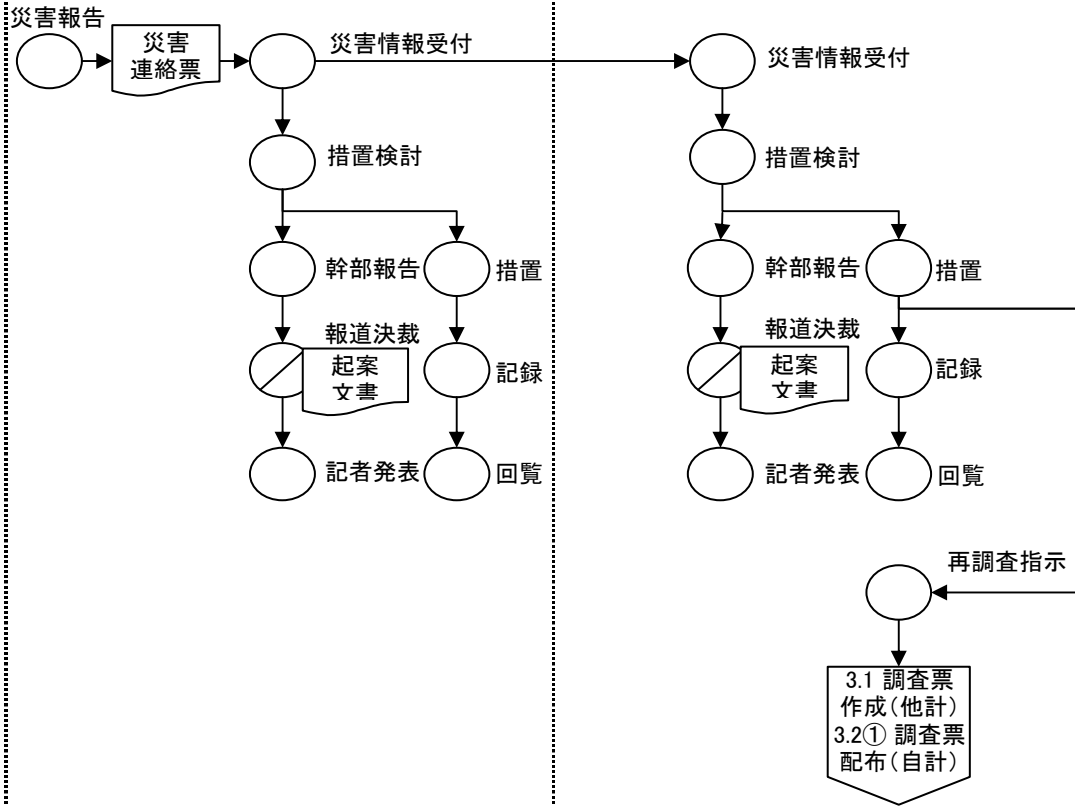 災害報告
災害
連絡票
災害情報受付
災害情報受付
措置検討
措置検討
幹部報告
措置
幹部報告
措置
報道決裁
起案
文書
記録
報道決裁
起案
文書
記録
記者発表
回覧
記者発表
回覧
再調査指示
3.1 調査票
作成(他計)
3.2① 調査票
配布(自計)